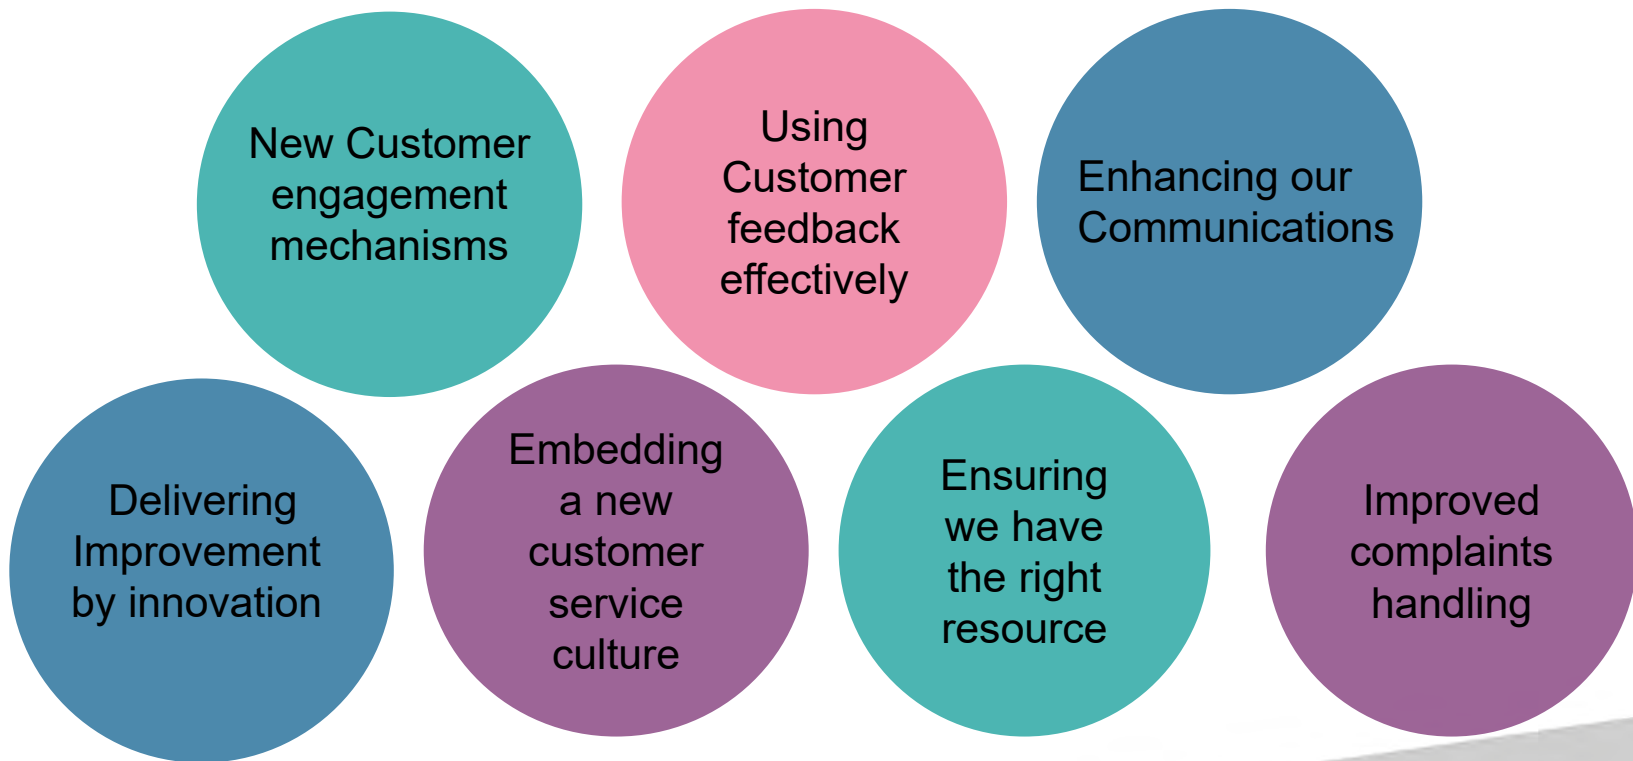 New Customer
engagement
mechanisms
Using
Customer
feedback
effectively
Enhancing our
Communications
Delivering
Improvement
by innovation
Embedding
a new
customer
service
culture
Ensuring
we have
the right
resource
Improved
complaints
handling